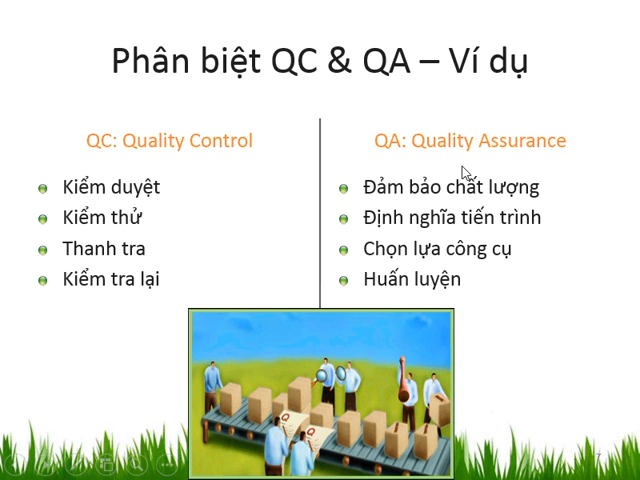 Phân biệt QC & QA – Ví dụ
QC: Quality Control
Kiểm duyệt
Kiểm thử
Thanh tra
Kiểm tra lại
QA: Quality Assurance
Đảm bảo chất lượng
Định nghĩa tiến trình
Chọn lựa công cụ
Huấn luyện
7